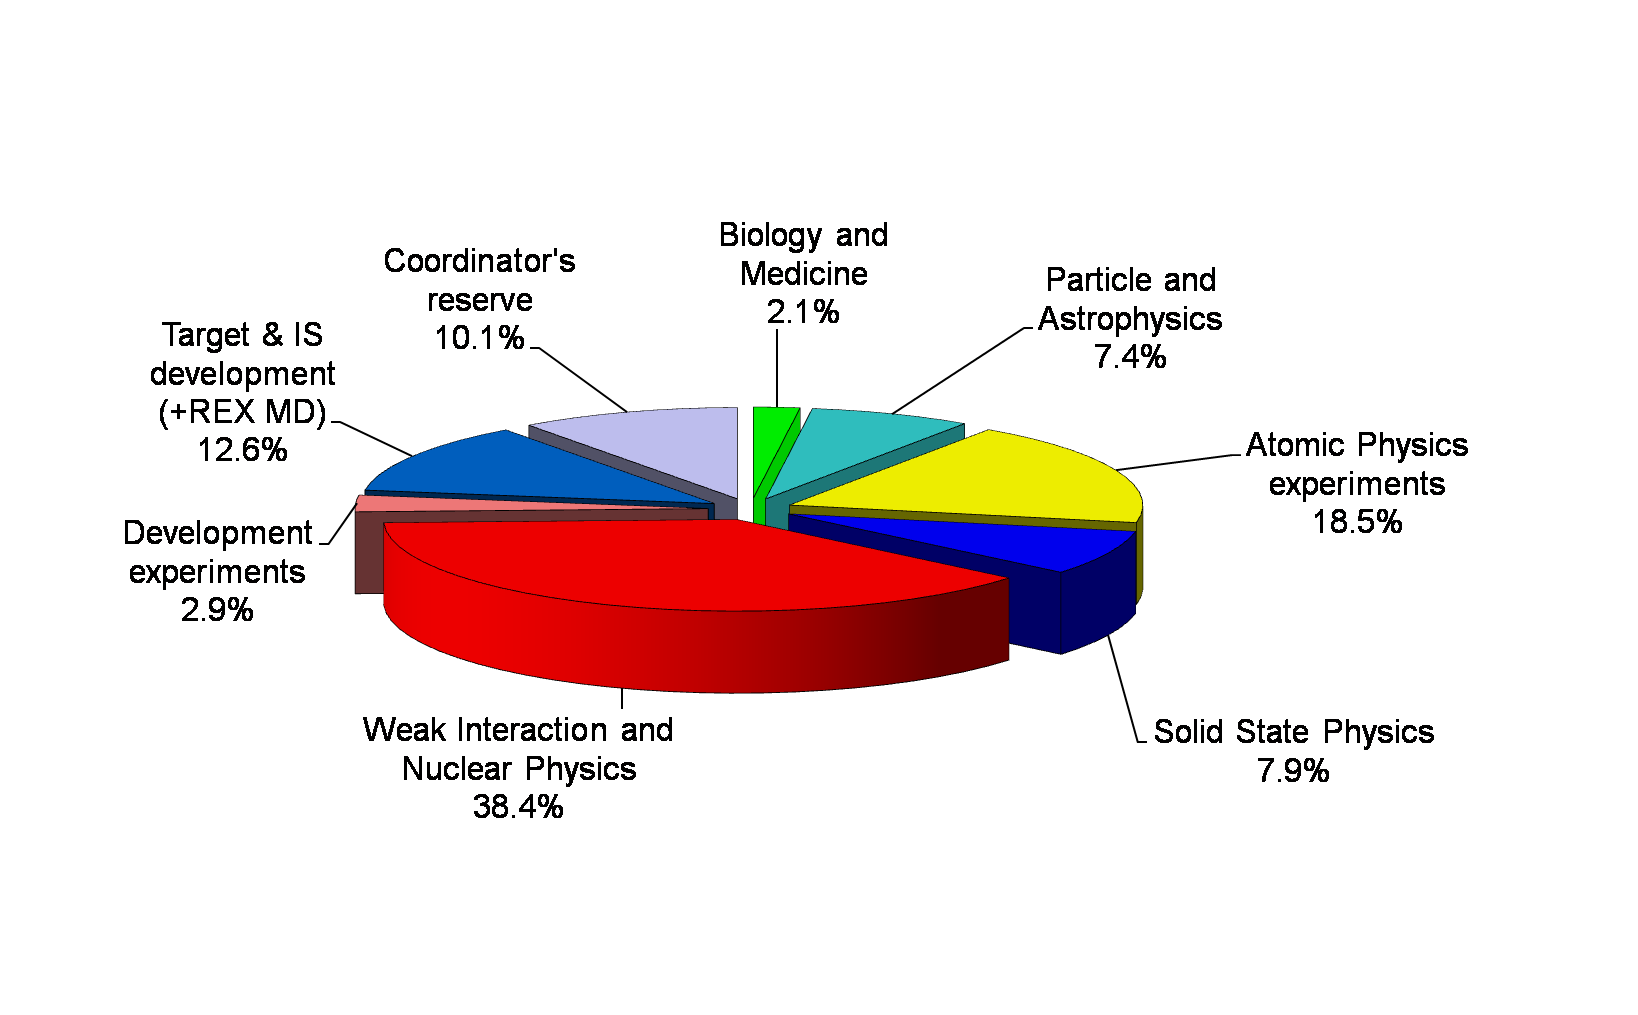 Biology and
Medicine
2.1%
Particle and
Astrophysics
7.4%
Atomic Physics
experiments
18.5%
Solid State Physics
7.9%
Weak Interaction and
Nuclear Physics
38.4%
Development
experiments
2.9%
Target & IS
development
(+REX MD)
12.6%
Coordinator's
reserve
10.1%